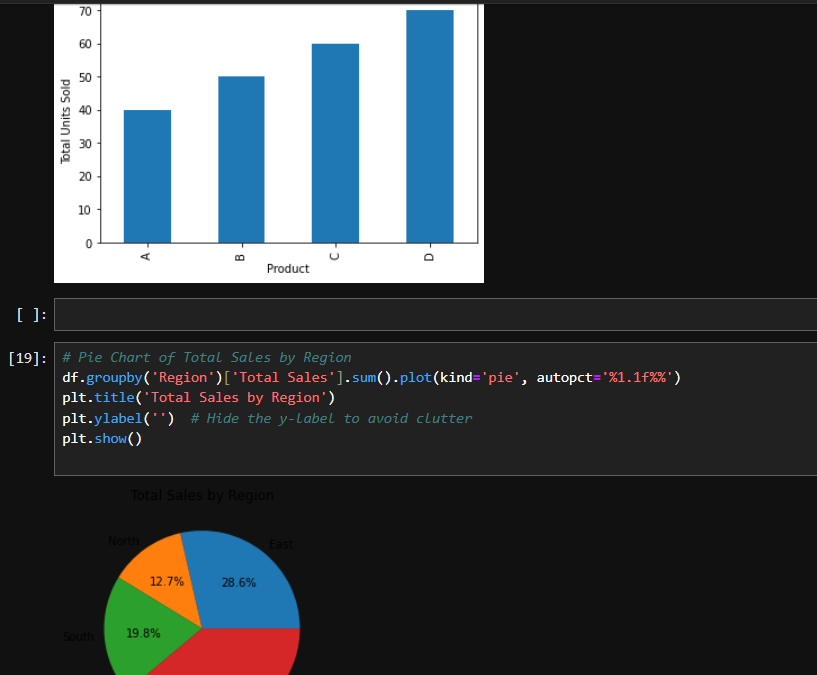 70
60
50
40
30
20
10
0
Total Units Sold
A
B
C
D
Product
[ ]:
[19]:
# Pie Chart of Total Sales by Region
df.groupby('Region')['Total Sales'].sum().plot(kind='pie', autopct='%1.1f%%')
plt.title('Total Sales by Region')
plt.ylabel('')  # Hide the y-label to avoid clutter
plt.show()
Total Sales by Region
North
East
12.7%
28.6%
South
19.8%